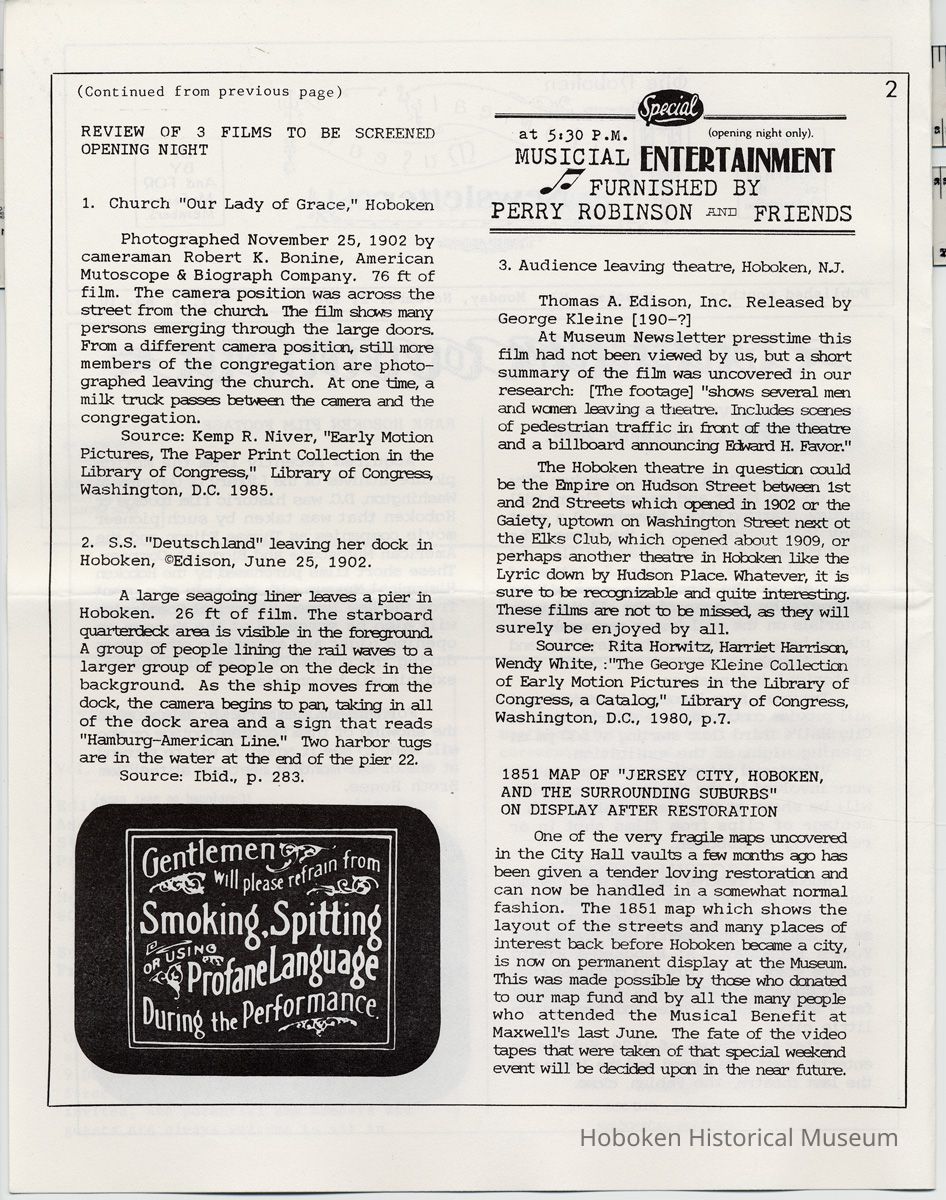 2
(Continued from previous page)
REVIEW OF 3 FILMS TO BE SCREENED
OPENING NIGHT
1. Church "Our Lady of Grace," Hoboken
Photographed November 25, 1902 by
cameraman Robert K. Bonine, American
Mutoscope & Biograph Company. 76 ft of
film. The camera position was across the
street from the church. The film shows many
persons emerging through the large doors.
From a different camera position, still more
members of the congregation are photo-
graphed leaving the church. At one time, a
milk truck passes between the camera and the
congregation.
Source: Kemp R. Niver, "Early Motion
Pictures, The Paper Print Collection in the
Library of Congress," Library of Congress,
Washington, D.C. 1985.
2. S.S. "Deutschland" leaving her dock in
Hoboken, ©Edison, June 25, 1902.
A large seagoing liner leaves a pier in
Hoboken. 26 ft of film. The starboard
quarterdeck area is visible in the foreground.
A group of people lining the rail waves to a
larger group of people on the deck in the
background. As the ship moves from the
dock, the camera begins to pan, taking in all
of the dock area and a sign that reads
"Hamburg-American Line." Two harbor tugs
are in the water at the end of the pier 22.
Source: Ibid., p. 283.
Gentlemen
will please refrain from
Smoking, Spitting
OR USING
Profane Language
During the Performance.
Special
at 5:30 P.M. (opening night only).
MUSICIAL ENTERTAINMENT
FURNISHED BY
PERRY ROBINSON AND FRIENDS
3. Audience leaving theatre, Hoboken, N.J.
Thomas A. Edison, Inc. Released by
George Kleine [190-?]
At Museum Newsletter presstime this
film had not been viewed by us, but a short
summary of the film was uncovered in our
research: [The footage] "shows several men
and women leaving a theatre. Includes scenes
of pedestrian traffic in front of the theatre
and a billboard announcing Edward H. Favor."
The Hoboken theatre in question could
be the Empire on Hudson Street between 1st
and 2nd Streets which opened in 1902 or the
Gaiety, uptown on Washington Street next ot
the Elks Club, which opened about 1909, or
perhaps another theatre in Hoboken like the
Lyric down by Hudson Place. Whatever, it is
sure to be recognizable and quite interesting.
These films are not to be missed, as they will
surely be enjoyed by all.
Source: Rita Horwitz, Harriet Harrison,
Wendy White, :"The George Kleine Collection
of Early Motion Pictures in the Library of
Congress, a Catalog," Library of Congress,
Washington, D.C., 1980, p.7.
1851 MAP OF "JERSEY CITY, HOBOKEN,
AND THE SURROUNDING SUBURBS"
ON DISPLAY AFTER RESTORATION
One of the very fragile maps uncovered
in the City Hall vaults a few months ago has
been given a tender loving restoration and
can now be handled in a somewhat normal
fashion. The 1851 map which shows the
layout of the streets and many places of
interest back before Hoboken became a city,
is now on permanent display at the Museum.
This was made possible by those who donated
to our map fund and by all the many people
who attended the Musical Benefit at
Maxwell's last June. The fate of the video
tapes that were taken of that special weekend
event will be decided upon in the near future.
Hoboken Historical Museum